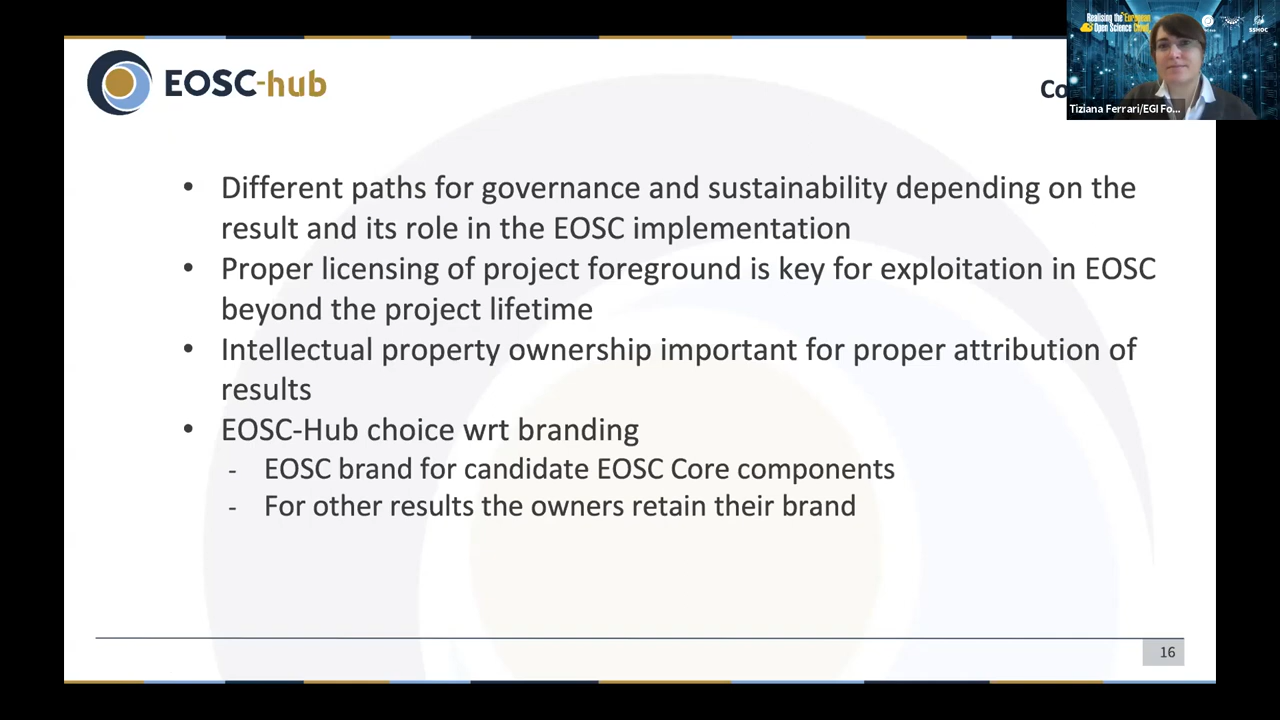 EOSC-hub
Co
Realising the European
Open Science Cloud
SSHOC
Tiziana Ferrari/EGI Fo...
• Different paths for governance and sustainability depending on the
result and its role in the EOSC implementation
• Proper licensing of project foreground is key for exploitation in EOSC
beyond the project lifetime
• Intellectual property ownership important for proper attribution of
results
• EOSC-Hub choice wrt branding
- EOSC brand for candidate EOSC Core components
- For other results the owners retain their brand
16